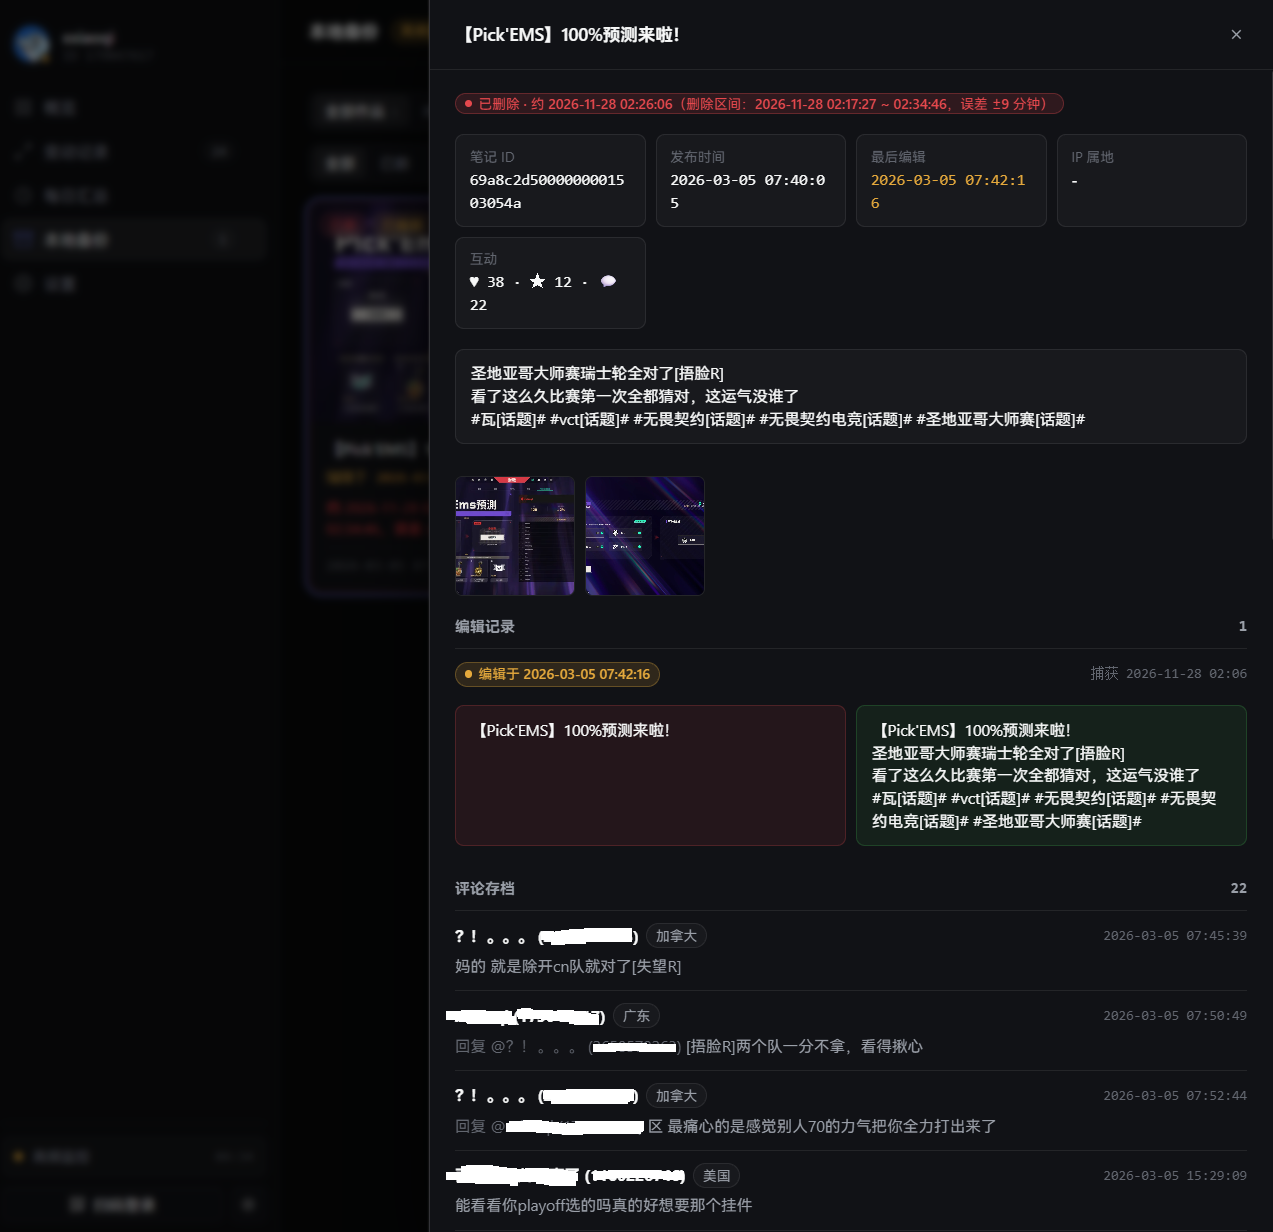 【Pick'EMS】100%预测来啦！
×
已删除 · 约 2026-11-28 02:26:06（删除区间：2026-11-28 02:17:27 ~ 02:34:46，误差 ±9 分钟）
笔记 ID
69a8c2d50000000015
03054a
发布时间
2026-03-05 07:40:0
5
最后编辑
2026-03-05 07:42:1
6
IP 属地
-
互动
♥ 38 · ★ 12 · 💬
22
圣地亚哥大师赛瑞士轮全对了[捂脸R]
看了这么久比赛第一次全都猜对，这运气没谁了
#瓦[话题]# #vct[话题]# #无畏契约[话题]# #无畏契约电竞[话题]# #圣地亚哥大师赛[话题]#
Ems預測
编辑记录
1
编辑于 2026-03-05 07:42:16
捕获 2026-11-28 02:06
【Pick'EMS】100%预测来啦！
【Pick'EMS】100%预测来啦！
圣地亚哥大师赛瑞士轮全对了[捂脸R]
看了这么久比赛第一次全都猜对，这运气没谁了
#瓦[话题]# #vct[话题]# #无畏契约[话题]# #无畏契
约电竞[话题]# #圣地亚哥大师赛[话题]#
评论存档
22
？！。。。 ( ) 加拿大
2026-03-05 07:45:39
妈的 就是除开cn队就对了[失望R]
广东
2026-03-05 07:50:49
回复 @？！。。。 ( ) [捂脸R]两个队一分不拿，看得揪心
？！。。。 ( ) 加拿大
2026-03-05 07:52:44
回复 @ 区 最痛心的是感觉别人70的力气把你全力打出来了
美国
2026-03-05 15:29:09
能看看你playoff选的吗真的好想要那个挂件